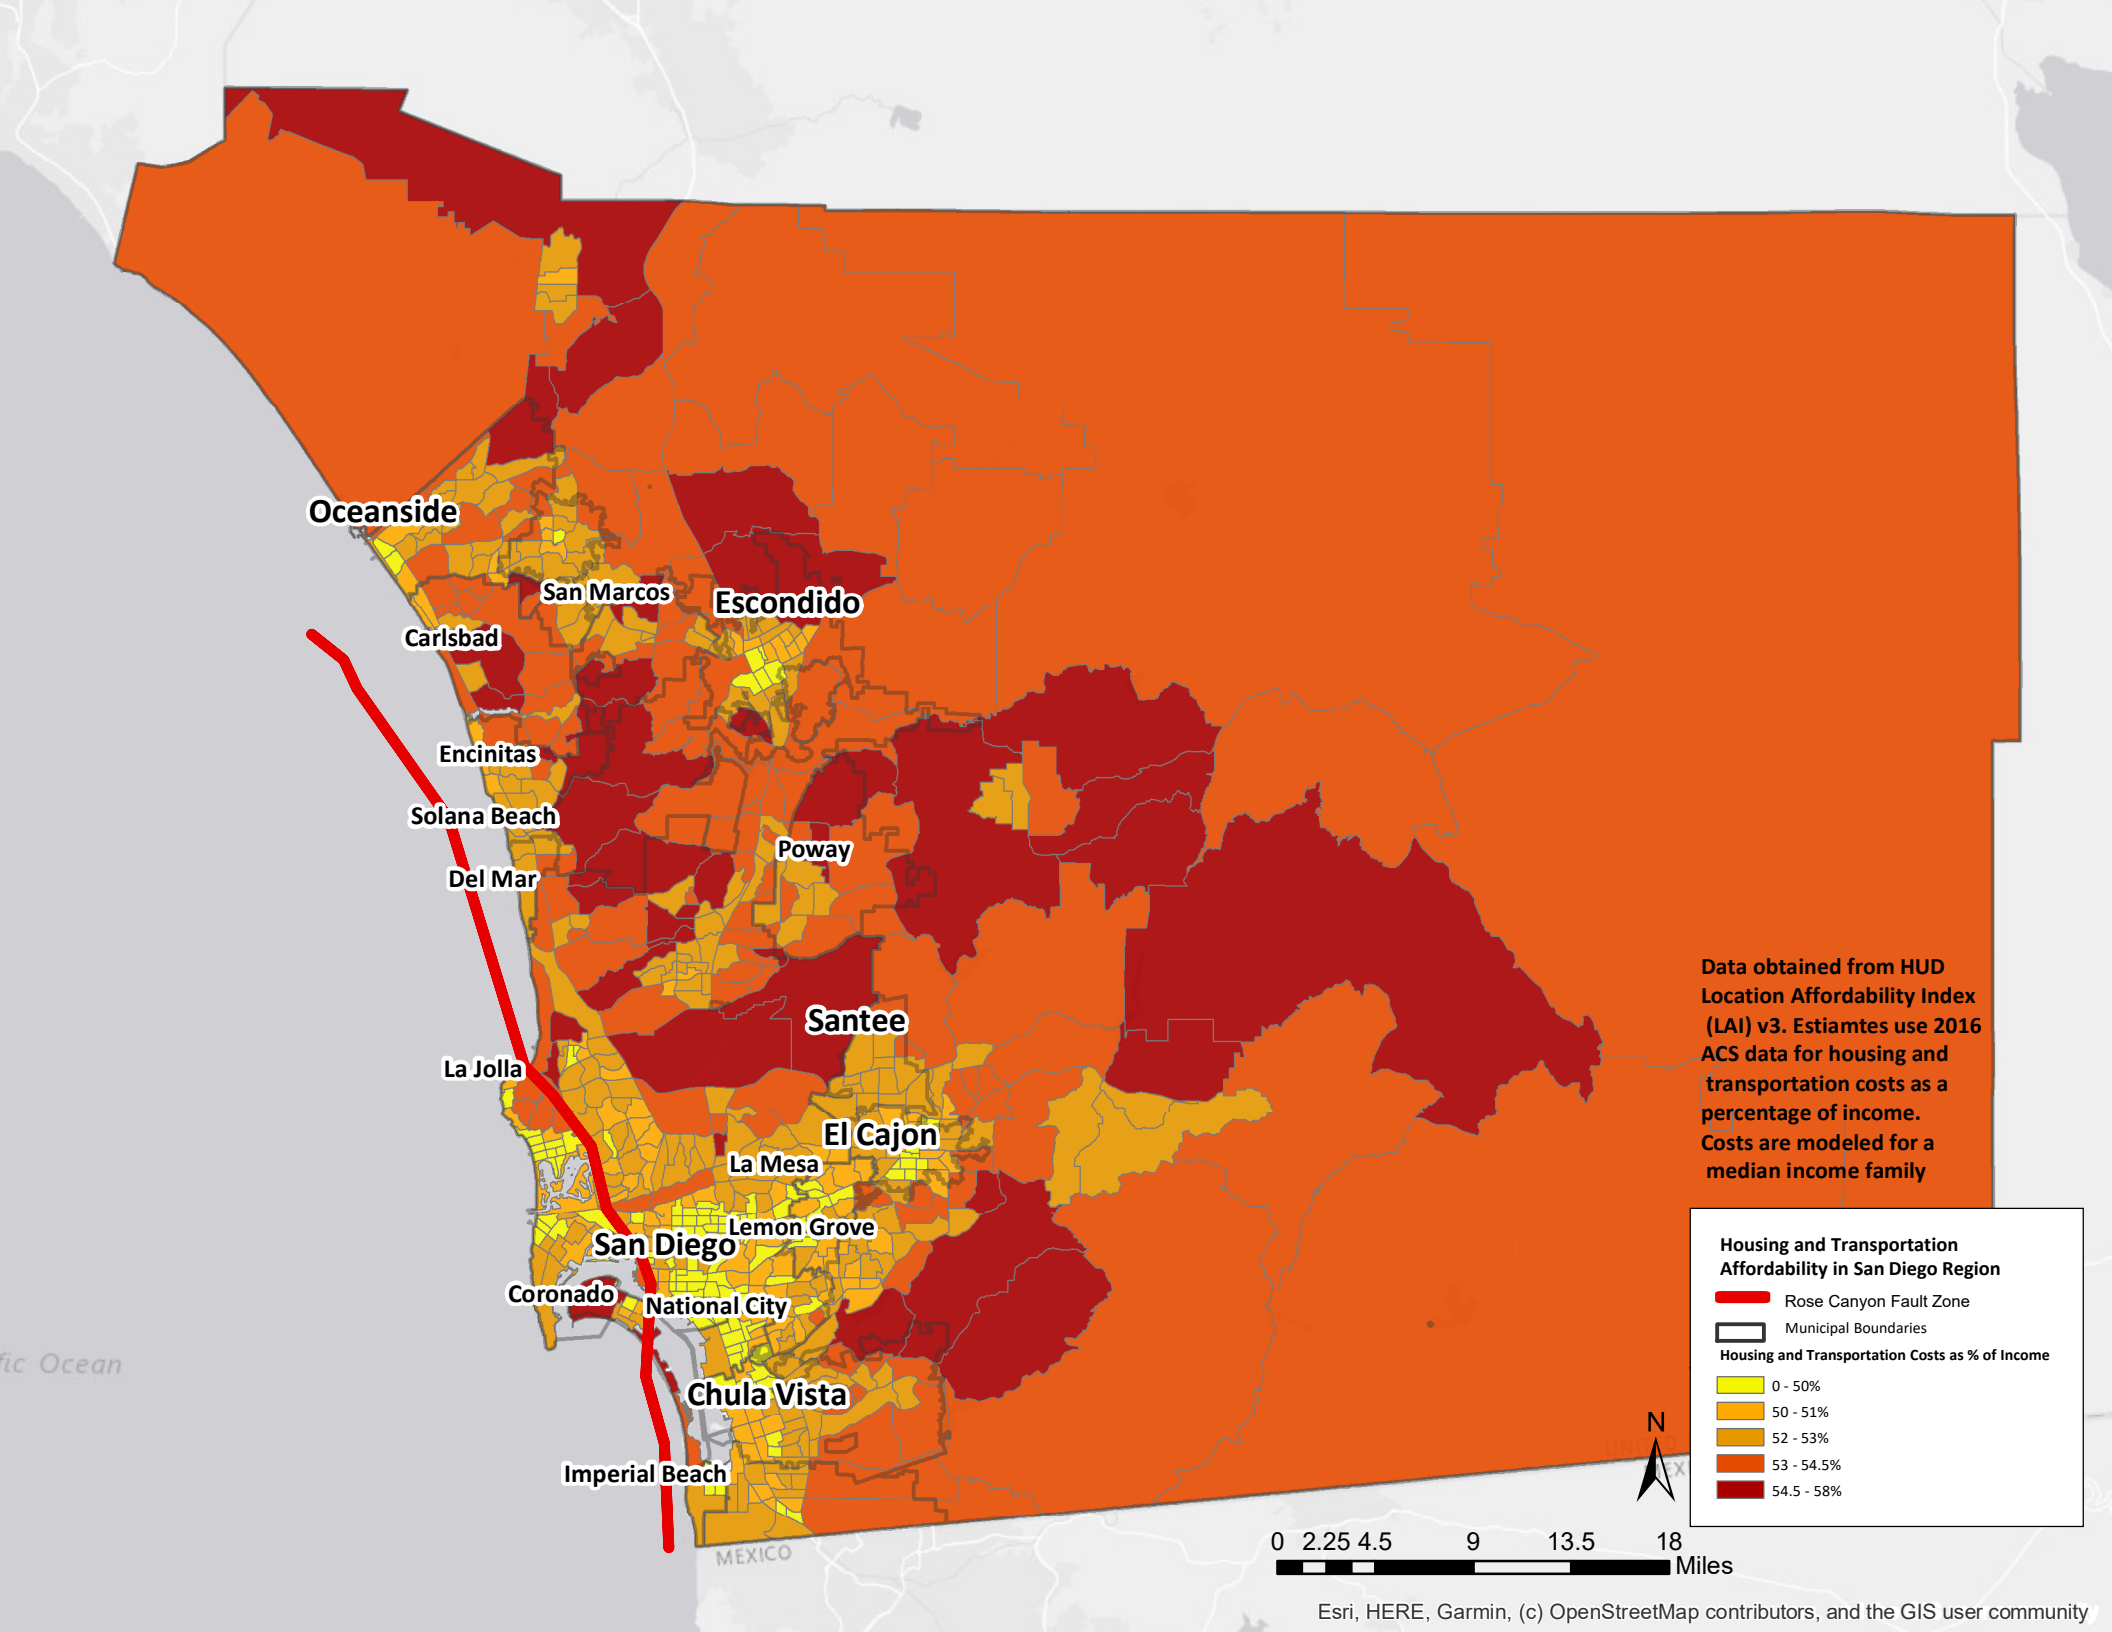 Oceanside
San Marcos
Escondido
Carlsbad
Encinitas
Solana Beach
Poway
Del Mar
Santee
La Jolla
El Cajon
La Mesa
Lemon Grove
San Diego
Coronado
National City
fic Ocean
Chula Vista
Imperial Beach
MEXICO
Data obtained from HUD
Location Affordability Index
(LAI) v3. Estiamtes use 2016
ACS data for housing and
transportation costs as a
percentage of income.
Costs are modeled for a
median income family
Housing and Transportation
Affordability in San Diego Region
Rose Canyon Fault Zone
Municipal Boundaries
Housing and Transportation Costs as % of Income
0 - 50%
50 - 51%
52 - 53%
53 - 54.5%
54.5 - 58%
N
UNITED
MEXI
0 2.25 4.5 9 13.5 18
Miles
Esri, HERE, Garmin, (c) OpenStreetMap contributors, and the GIS user community